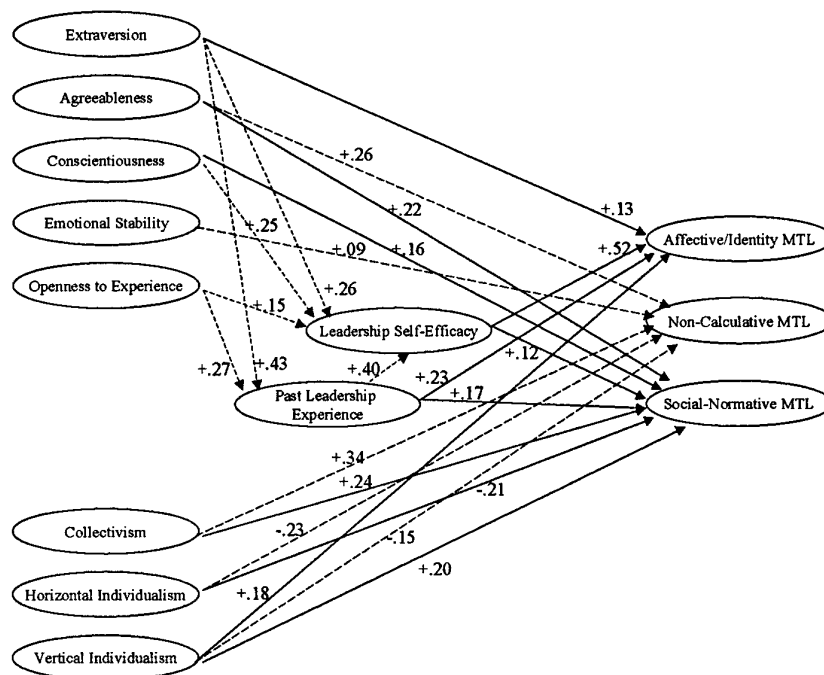 Extraversion
Agreeableness
+.26
Conscientiousness
+.13
+.22
Emotional Stability
+.25
+.16
+.09
+.52
Affective/Identity MTL
Openness to Experience
+.26
+.15
Leadership Self-Efficacy
Non-Calculative MTL
+.12
+.27
+.43
+.40
+.23
Past Leadership
Experience
+.17
Social-Normative MTL
+.34
+.24
-.21
Collectivism
-.23
-.15
+.20
Horizontal Individualism
+.18
Vertical Individualism